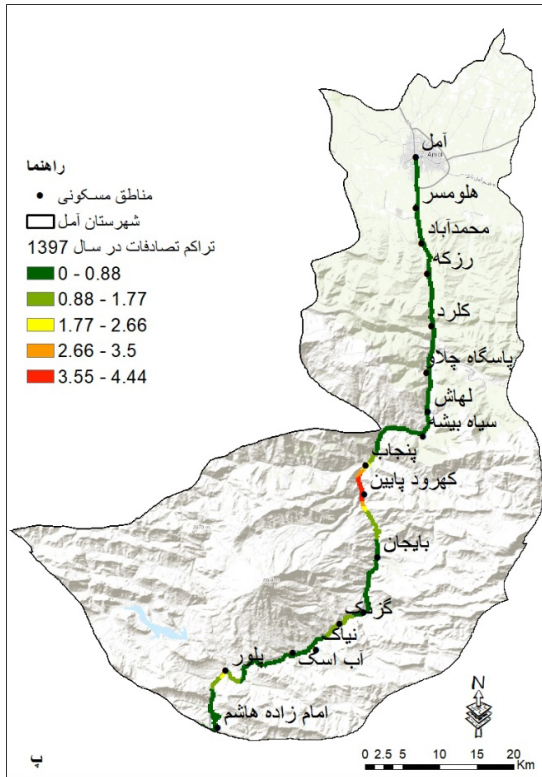 راهنما
مناطق مسکونی
شهرستان آمل
تراکم تصادفات در سال 1397
0 - 0.88
0.88 - 1.77
1.77 - 2.66
2.66 - 3.5
3.55 - 4.44
آمل
هلومسر
محمدآباد
رزکه
کلرد
پاسگاه چلاو
لهاش
سیاه بیشه
پنجاب
کهرود پایین
بایجان
گزنک
نیاک
آب اسک
پلور
امام زاده هاشم
N
0 2.5 5 10 15 20
Km
پ